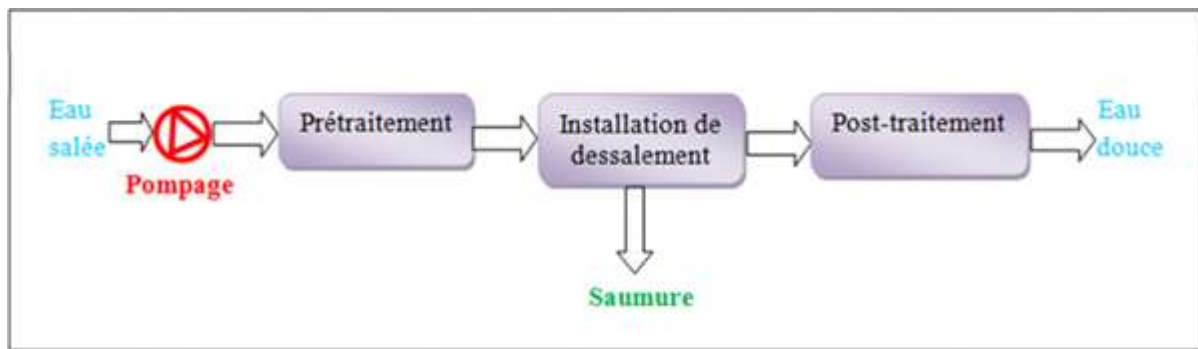 Eau
salée
Pompage
Prétraitement
Installation de
dessalement
Saumure
Post-traitement
Eau
douce